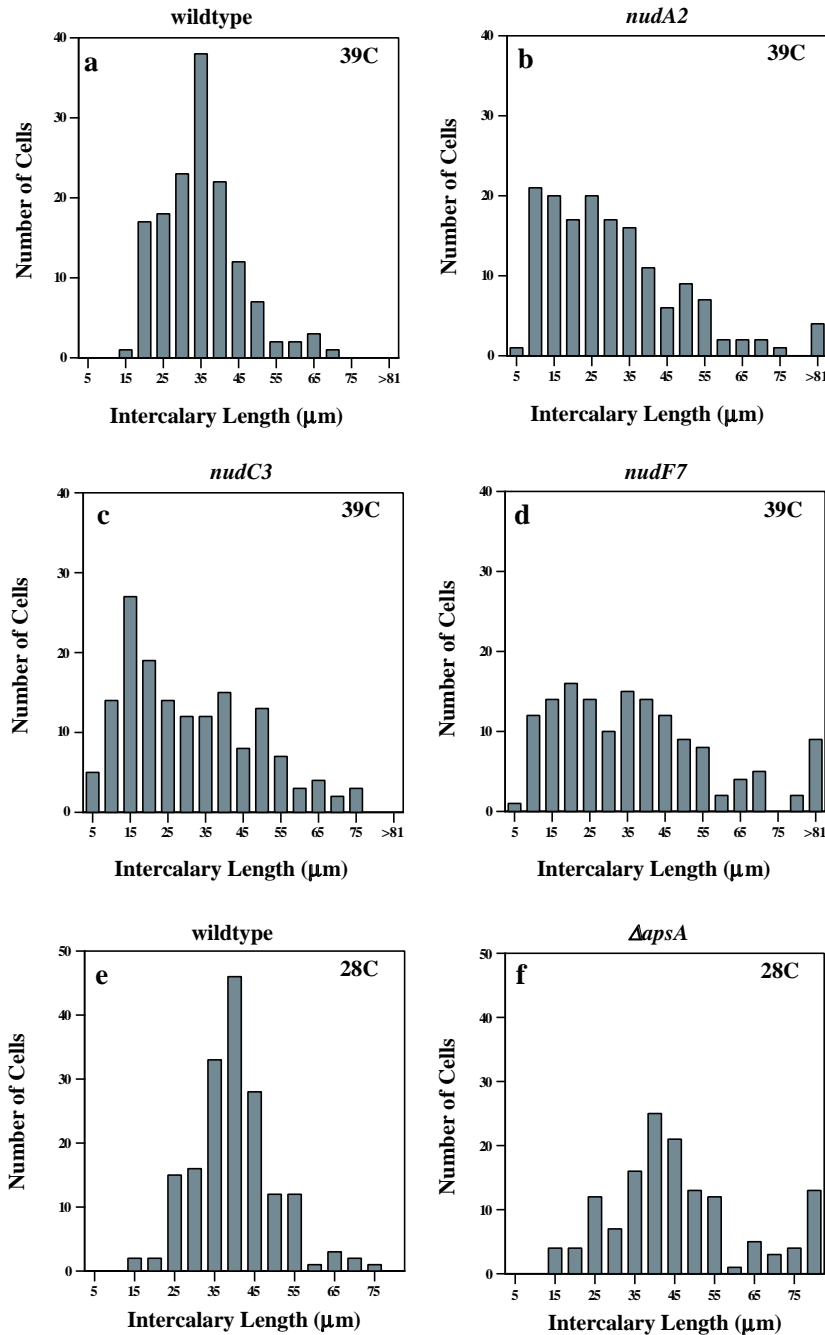 wildtype
a
39C
40
30
20
10
0
Number of Cells
5 15 25 35 45 55 65 75 >81
Intercalary Length (μm)
nudA2
b
39C
40
30
20
10
0
Number of Cells
5 15 25 35 45 55 65 75 >81
Intercalary Length (μm)
nudC3
c
39C
40
30
20
10
0
Number of Cells
5 15 25 35 45 55 65 75 >81
Intercalary Length (μm)
nudF7
d
39C
40
30
20
10
0
Number of Cells
5 15 25 35 45 55 65 75 >81
Intercalary Length (μm)
wildtype
e
28C
50
40
30
20
10
0
Number of Cells
5 15 25 35 45 55 65 75
Intercalary Length (μm)
ΔapsA
f
28C
50
40
30
20
10
0
Number of Cells
5 15 25 35 45 55 65 75
Intercalary Length (μm)